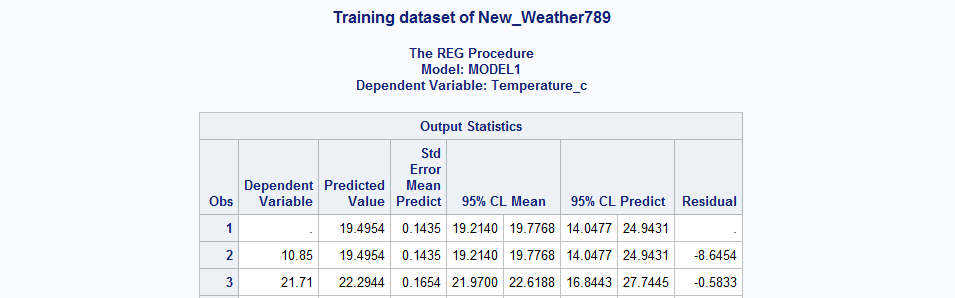 Training dataset of New_Weather789
The REG Procedure
Model: MODEL1
Dependent Variable: Temperature_c
Output Statistics
Obs Dependent Variable Predicted Value Std Error Mean Predict 95% CL Mean 95% CL Predict Residual
1 . 19.4954 0.1435 19.2140 19.7768 14.0477 24.9431 .
2 10.85 19.4954 0.1435 19.2140 19.7768 14.0477 24.9431 -8.6454
3 21.71 22.2944 0.1654 21.9700 22.6188 16.8443 27.7445 -0.5833